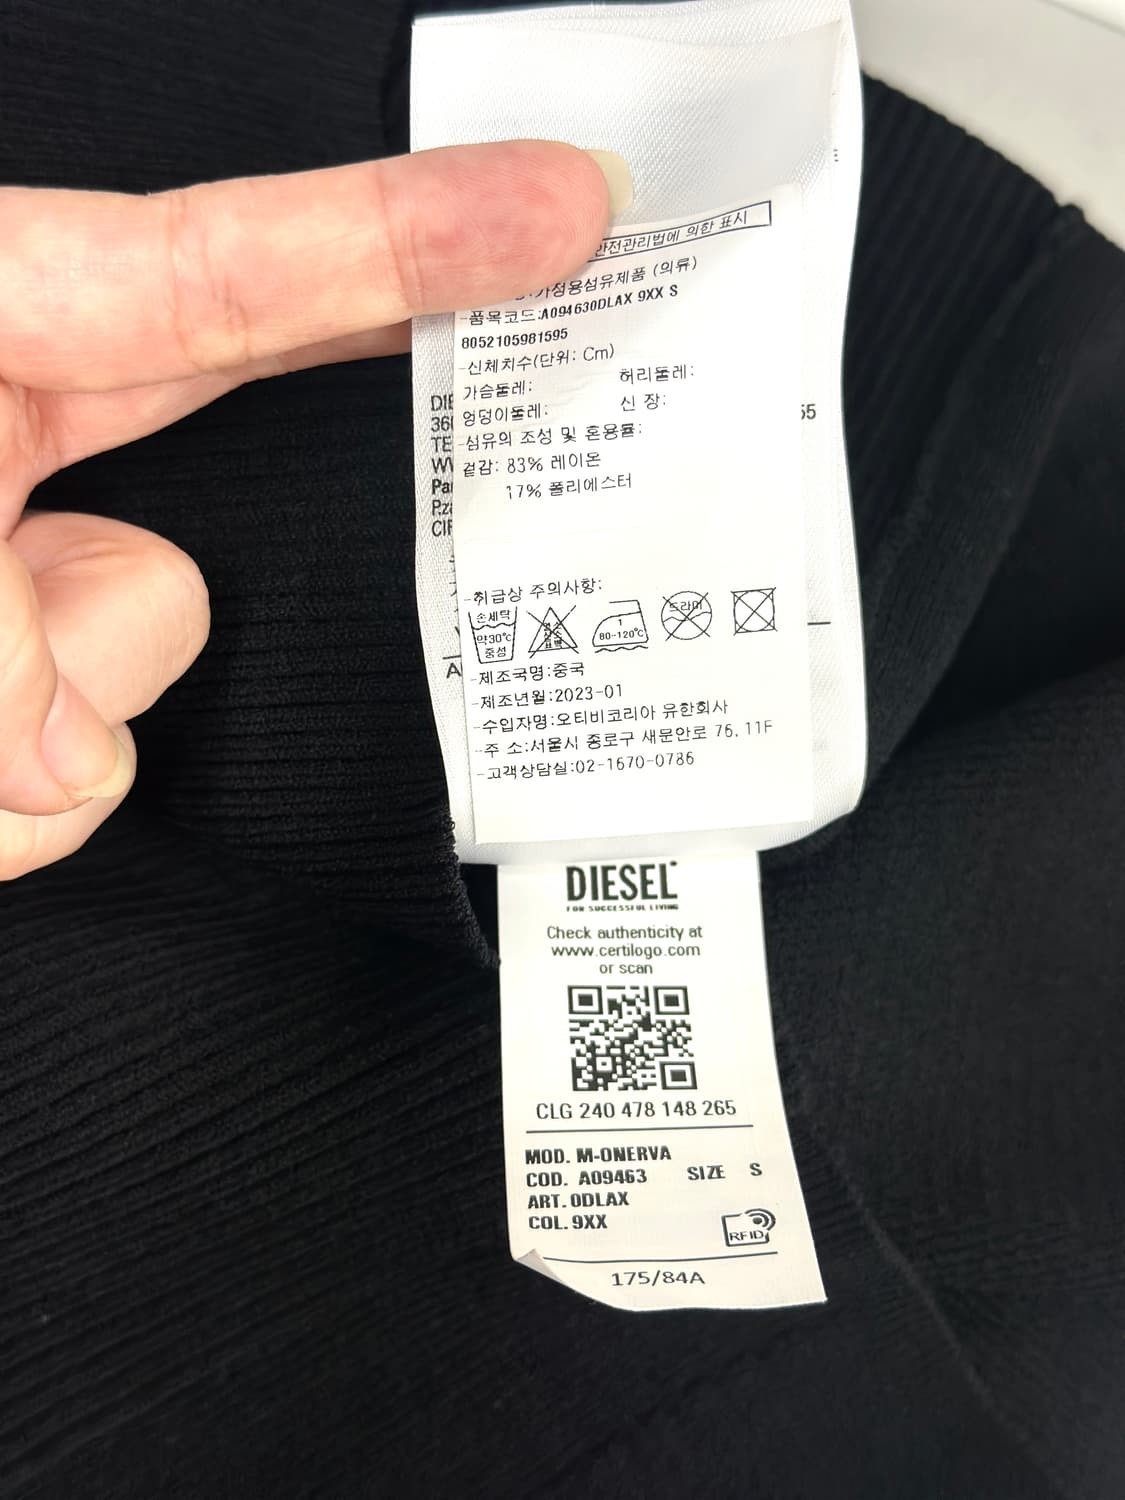 안전관리법에 의한 표시
가정용섬유제품 (의류)
-품목코드:A094630DLAX 9XX S
8052105981595
-신체치수(단위: Cm)
가슴둘레: 허리둘레:
엉덩이둘레: 신 장:
-섬유의 조성 및 혼용율:
겉감: 83% 레이온
17% 폴리에스터
-취급상 주의사항:
손세탁
약30℃
중성
1
80-120℃
드라이
-제조국명:중국
-제조년월:2023-01
-수입자명:오티비코리아 유한회사
-주 소:서울시 종로구 새문안로 76, 11F
-고객상담실:02-1670-0786
DIE
36
TE
Par
P.za
55
DIESEL
FOR SUCCESSFUL LIVING
Check authenticity at
www.certilogo.com
or scan
CLG 240 478 148 265
MOD. M-ONERVA
COD. A09463 SIZE S
ART. 0DLAX
COL. 9XX
RFID
175/84A